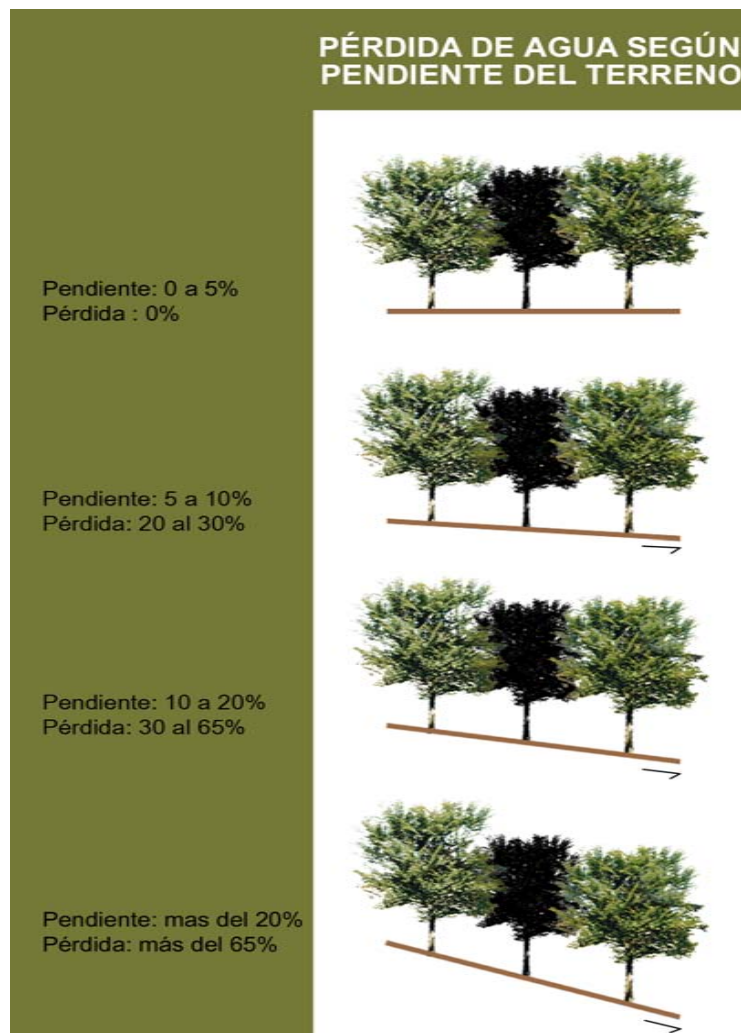 PÉRDIDA DE AGUA SEGÚN
PENDIENTE DEL TERRENO
Pendiente: 0 a 5%
Pérdida : 0%
Pendiente: 5 a 10%
Pérdida: 20 al 30%
Pendiente: 10 a 20%
Pérdida: 30 al 65%
Pendiente: mas del 20%
Pérdida: más del 65%